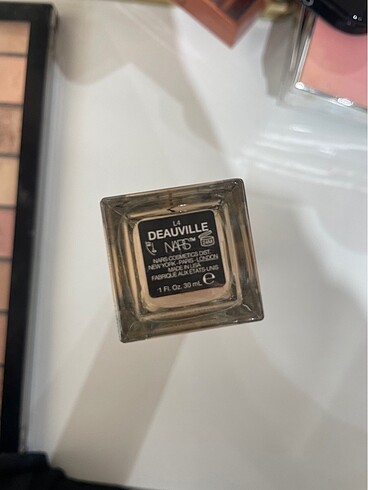 L4
DEAUVILLE
NARS™
NARS COSMETICS DIST.
NEW YORK - PARIS - LONDON
MADE IN USA
FABRIQUÉ AUX ÉTATS-UNIS
1 Fl. Oz. 30 mL ℮